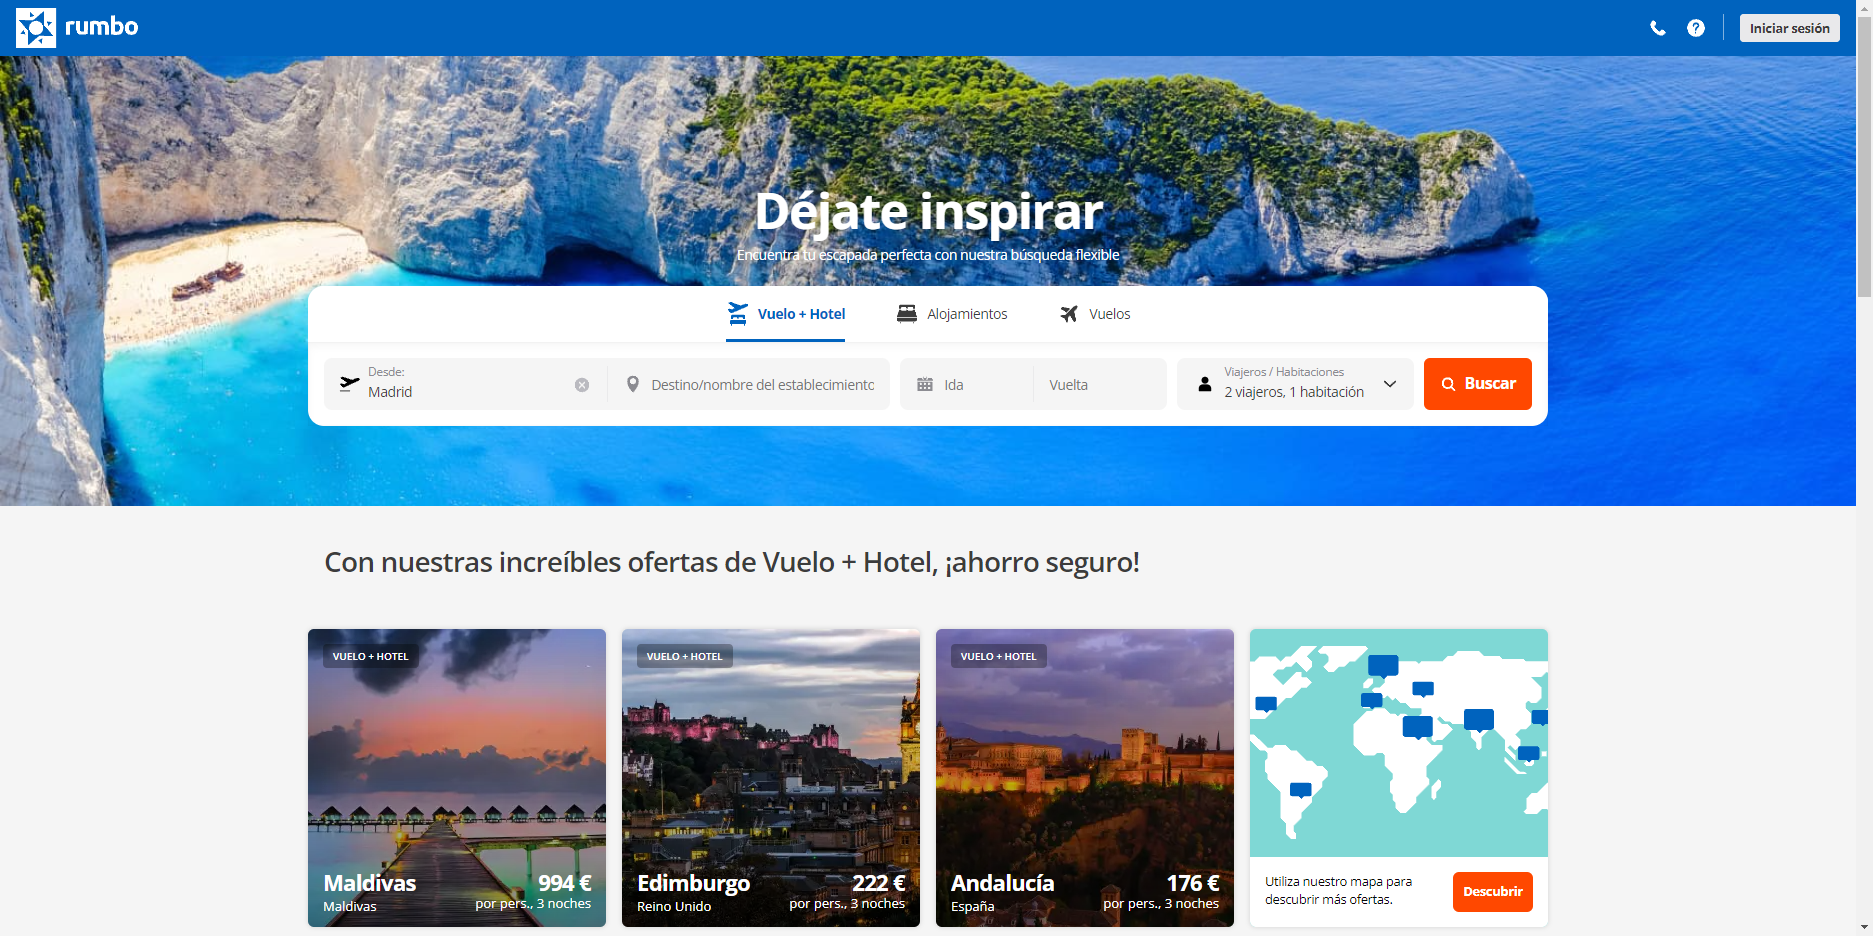 rumbo
Iniciar sesión
Déjate inspirar
Encuentra tu escapada perfecta con nuestra búsqueda flexible
Vuelo + Hotel
Alojamientos
Vuelos
Desde:
Madrid
Destino/nombre del establecimiento
Ida
Vuelta
Viajeros / Habitaciones
2 viajeros, 1 habitación
Buscar
Con nuestras increíbles ofertas de Vuelo + Hotel, ¡ahorro seguro!
VUELO + HOTEL
Maldivas
994 €
Maldivas
por pers., 3 noches
VUELO + HOTEL
Edimburgo
222 €
Reino Unido
por pers., 3 noches
VUELO + HOTEL
Andalucía
176 €
España
por pers., 3 noches
Utiliza nuestro mapa para
descubrir más ofertas.
Descubrir